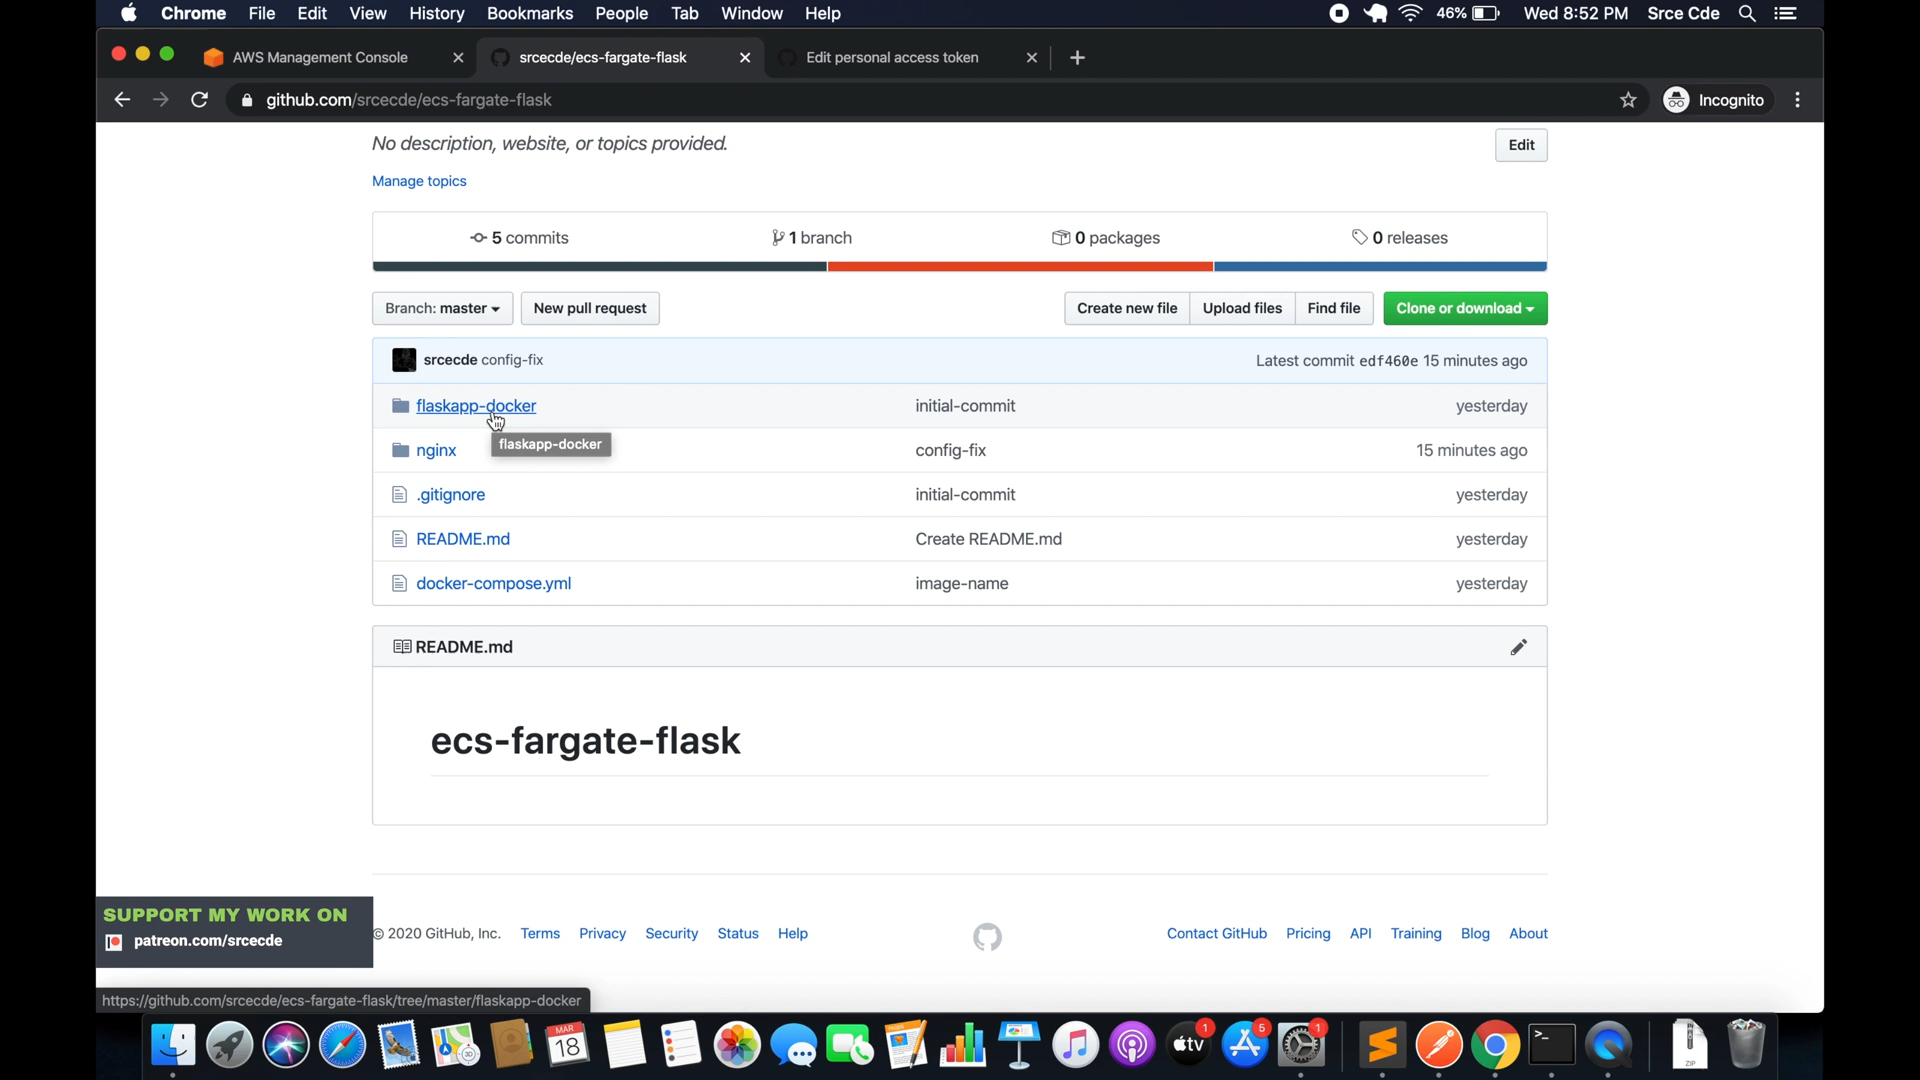 Chrome File Edit View History Bookmarks People Tab Window Help 46% Wed 8:52 PM Srce Cde
AWS Management Console srcecde/ecs-fargate-flask Edit personal access token
github.com/srcecde/ecs-fargate-flask Incognito
No description, website, or topics provided. Edit
Manage topics
5 commits 1 branch 0 packages 0 releases
Branch: master New pull request Create new file Upload files Find file Clone or download
srcecde config-fix Latest commit edf460e 15 minutes ago
flaskapp-docker initial-commit yesterday
flaskapp-docker
nginx config-fix 15 minutes ago
.gitignore initial-commit yesterday
README.md Create README.md yesterday
docker-compose.yml image-name yesterday
README.md
ecs-fargate-flask
SUPPORT MY WORK ON
patreon.com/srcecde
© 2020 GitHub, Inc. Terms Privacy Security Status Help Contact GitHub Pricing API Training Blog About
https://github.com/srcecde/ecs-fargate-flask/tree/master/flaskapp-docker
MAR
18
3D
tv
1
5
1
ZIP